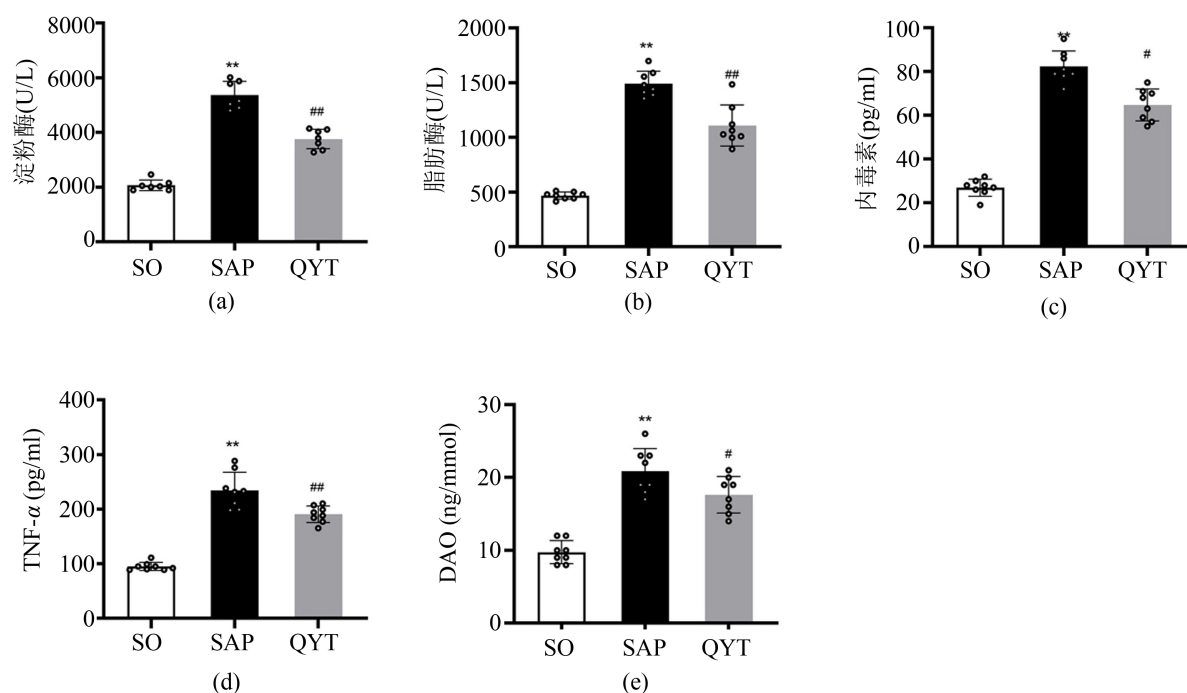 淀粉酶(U/L)
8000
6000
4000
2000
0
**
##
SO
SAP
QYT
(a)
脂肪酶(U/L)
2000
1500
1000
500
0
**
##
SO
SAP
QYT
(b)
内毒素(pg/ml)
100
80
60
40
20
0
**
#
SO
SAP
QYT
(c)
TNF-α (pg/ml)
400
300
200
100
0
**
##
SO
SAP
QYT
(d)
DAO (ng/mmol)
30
20
10
0
**
#
SO
SAP
QYT
(e)